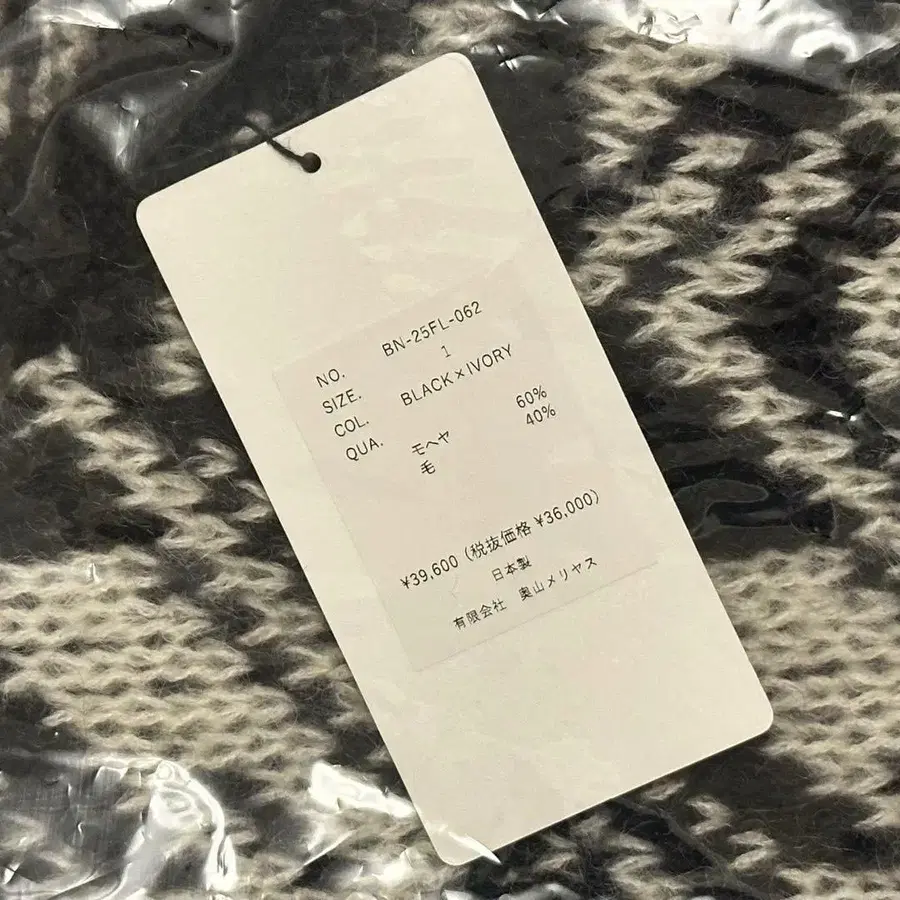 NO. BN-25FL-062
SIZE. 1
COL. BLACK×IVORY
QUA. モヘヤ 60%
毛 40%
¥39,600（税抜価格 ¥36,000）
日本製
有限会社 奥山メリヤス